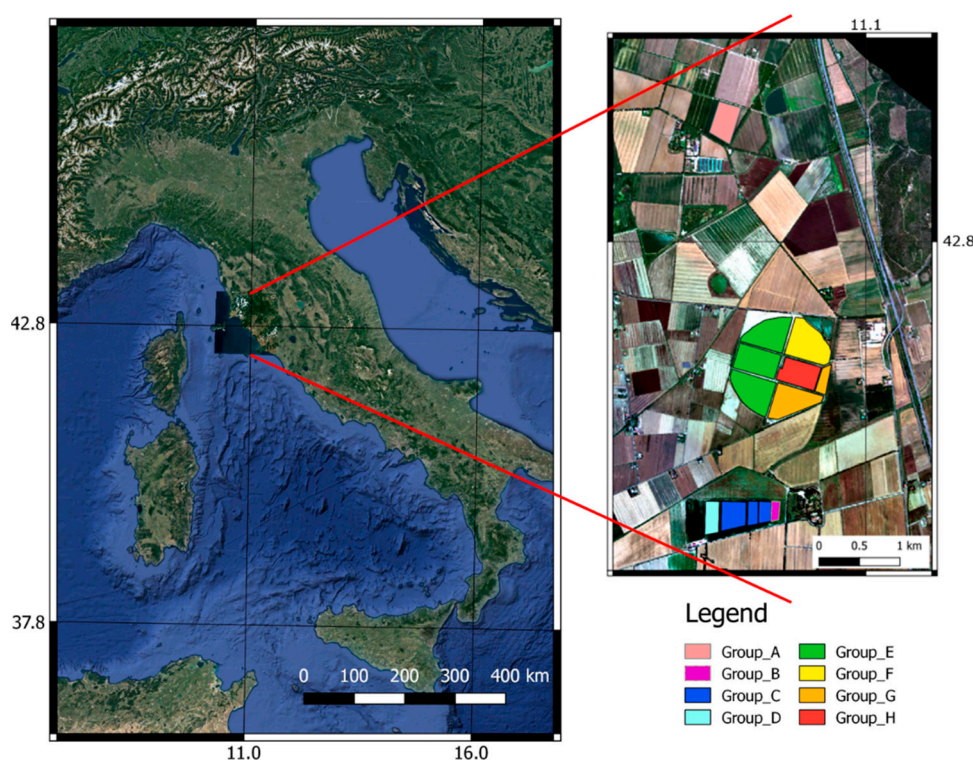 11.1
42.8
42.8
37.8
0 100 200 300 400 km
11.0 16.0
0 0.5 1 km
Legend
Group_A Group_E
Group_B Group_F
Group_C Group_G
Group_D Group_H